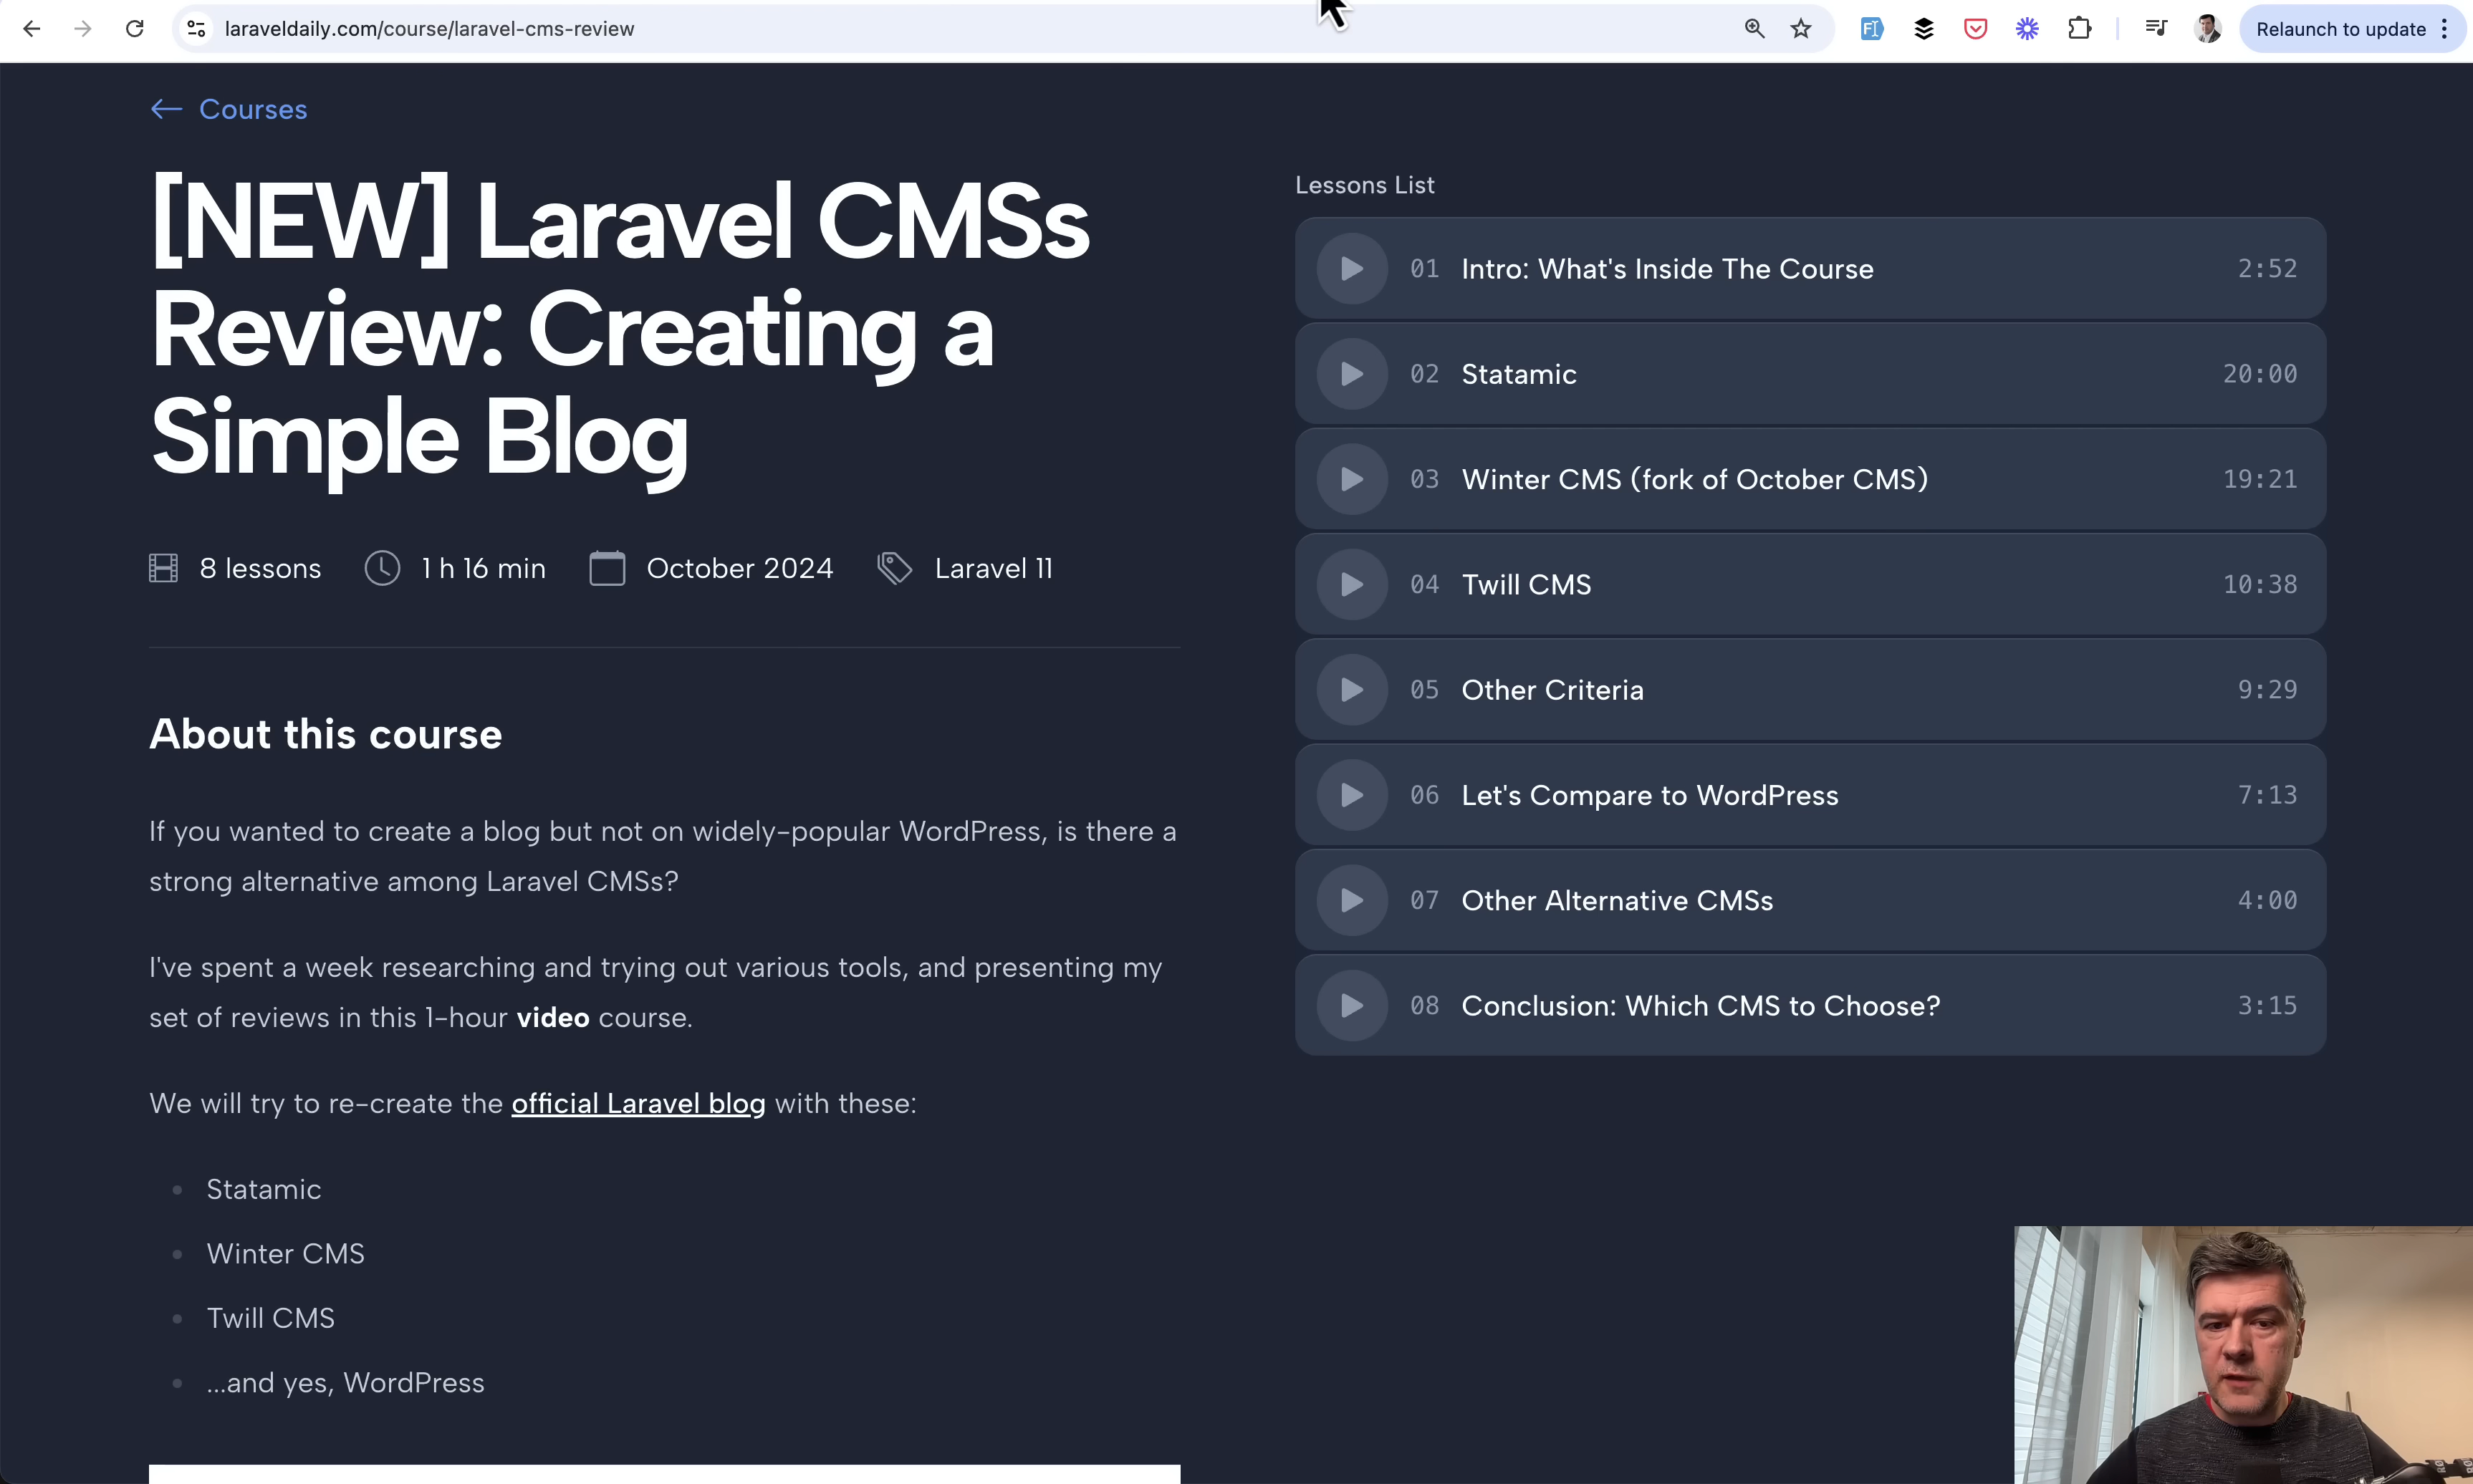 laraveldaily.com/course/laravel-cms-review
Relaunch to update
Courses
[NEW] Laravel CMSs
Review: Creating a
Simple Blog
8 lessons
1 h 16 min
October 2024
Laravel 11
About this course
If you wanted to create a blog but not on widely-popular WordPress, is there a
strong alternative among Laravel CMSs?
I've spent a week researching and trying out various tools, and presenting my
set of reviews in this 1-hour video course.
We will try to re-create the official Laravel blog with these:
Statamic
Winter CMS
Twill CMS
...and yes, WordPress
Lessons List
01 Intro: What's Inside The Course 2:52
02 Statamic 20:00
03 Winter CMS (fork of October CMS) 19:21
04 Twill CMS 10:38
05 Other Criteria 9:29
06 Let's Compare to WordPress 7:13
07 Other Alternative CMSs 4:00
08 Conclusion: Which CMS to Choose? 3:15